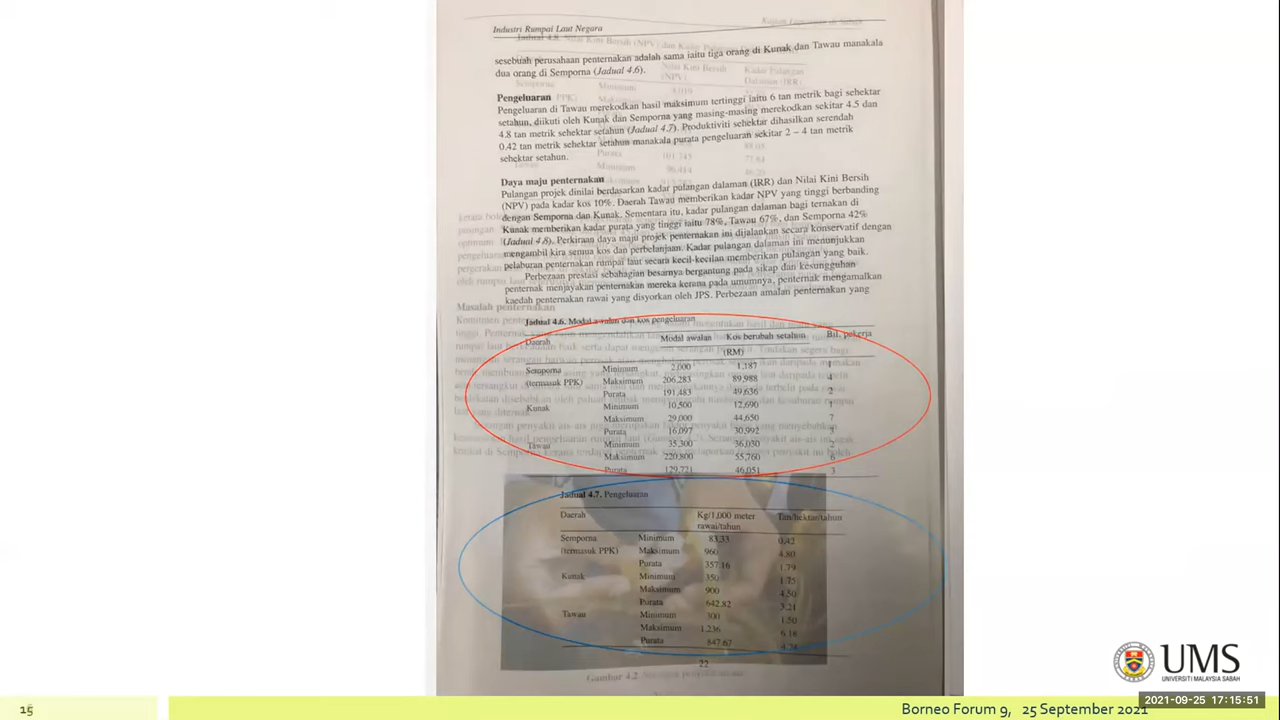 Industri Rumpai Laut Negara
sesebuah perusahaan penternakan adalah sama iaitu tiga orang di Kunak dan Tawau manakala
dua orang di Semporna (Jadual 4.6).
Pengeluaran
Pengeluaran di Tawau merekodkan hasil maksimum tertinggi iaitu 6 tan metrik bagi sehektar
setahun, diikuti oleh Kunak dan Semporna yang masing-masing merekodkan sekitar 4.5 dan
4.8 tan metrik sehektar setahun (Jadual 4.7). Produktiviti sehektar dihasilkan serendah
0.42 tan metrik sehektar setahun manakala purata pengeluaran sekitar 2 – 4 tan metrik
sehektar setahun.
Daya maju penternakan
Pulangan projek dinilai berdasarkan kadar pulangan dalaman (IRR) dan Nilai Kini Bersih
(NPV) pada kadar kos 10%. Daerah Tawau memberikan kadar NPV yang tinggi berbanding
dengan Semporna dan Kunak. Sementara itu, kadar pulangan dalaman bagi ternakan di
Kunak memberikan kadar purata yang tinggi iaitu 78%, Tawau 67%, dan Semporna 42%
(Jadual 4.8). Perkiraan daya maju projek penternakan ini dijalankan secara konservatif dengan
mengambil kira semua kos dan perbelanjaan. Kadar pulangan dalaman ini menunjukkan
pelaburan penternakan rumpai laut secara kecil-kecilan memberikan pulangan yang baik.
Perbezaan prestasi sebahagian besarnya bergantung pada sikap dan kesungguhan
penternak menjayakan penternakan mereka kerana pada umumnya, penternak mengamalkan
kaedah penternakan rawai yang disyorkan oleh JPS. Perbezaan amalan penternakan yang
Jadual 4.6. Modal awalan dan kos pengeluaran
Daerah Modal awalan Kos berubah setahun Bil. pekerja
(RM)
Semporna Minimum 2,000 1,187 1
(termasuk PPK) Maksimum 206,283 89,988 4
Purata 191,483 49,636 2
Kunak Minimum 10,500 12,690 1
Maksimum 29,000 44,650 7
Purata 16,097 30,992 3
Tawau Minimum 35,300 36,030 2
Maksimum 220,800 55,760 6
Purata 129,721 46,051 3
Jadual 4.7. Pengeluaran
Daerah Kg/1,000 meter Tan/hektar/tahun
rawai/tahun
Semporna Minimum 83.33 0.42
(termasuk PPK) Maksimum 960 4.80
Purata 357.16 1.79
Kunak Minimum 350 1.75
Maksimum 900 4.50
Purata 642.82 3.21
Tawau Minimum 300 1.50
Maksimum 1,236 6.18
Purata 847.67
22
Gambar 4.2
UMS
UNIVERSITI MALAYSIA SABAH
2021-09-25 17:15:51
15
Borneo Forum 9, 25 September 2021